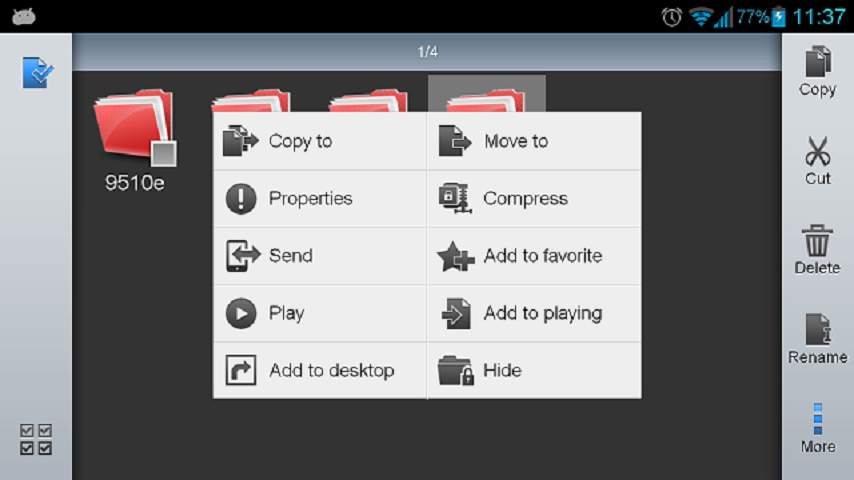 77% 11:37
1/4
Copy
9510e
Copy to
Move to
Cut
Properties
Compress
Send
Add to favorite
Delete
Play
Add to playing
Rename
Add to desktop
Hide
More